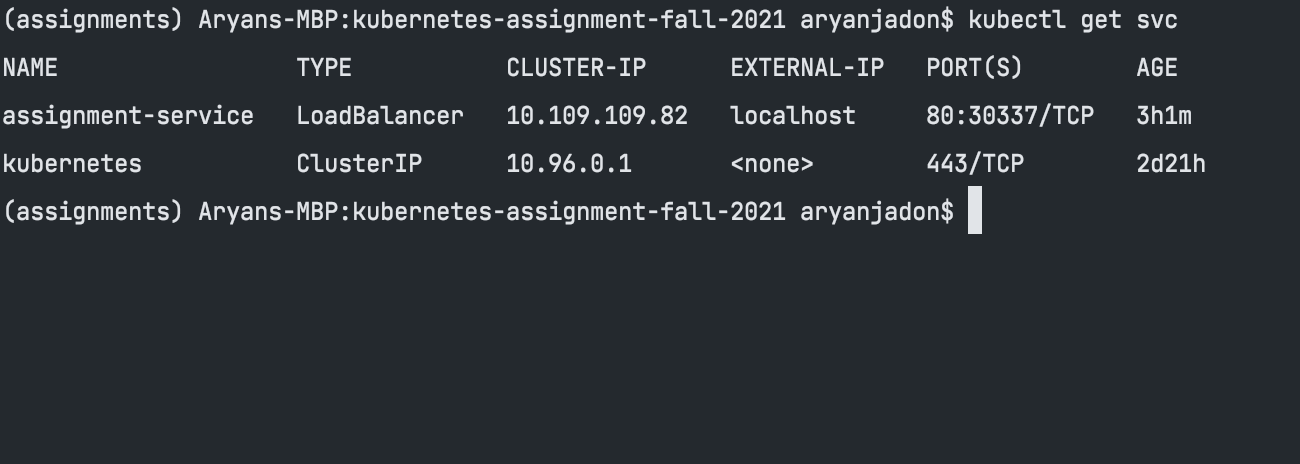 (assignments) Aryans-MBP:kubernetes-assignment-fall-2021 aryanjadon$ kubectl get svc
NAME                 TYPE           CLUSTER-IP      EXTERNAL-IP   PORT(S)        AGE
assignment-service   LoadBalancer   10.109.109.82   localhost     80:30337/TCP   3h1m
kubernetes           ClusterIP      10.96.0.1       <none>        443/TCP        2d21h
(assignments) Aryans-MBP:kubernetes-assignment-fall-2021 aryanjadon$